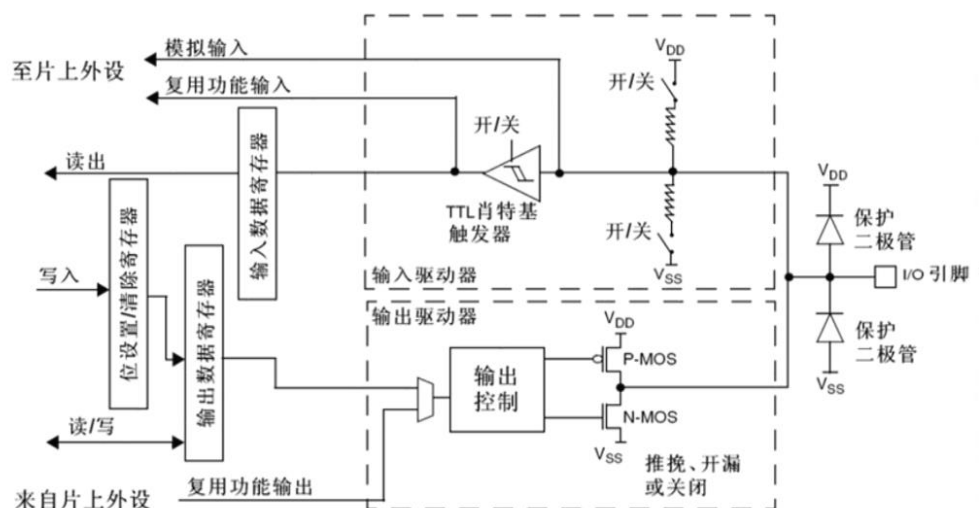 模拟输入
至片上外设
复用功能输入
读出
输入数据寄存器
开/关
TTL肖特基
触发器
V_DD
开/关
开/关
V_SS
输入驱动器
V_DD
保护
二极管
I/O 引脚
保护
二极管
V_SS
写入
位设置/清除寄存器
输出数据寄存器
读/写
输出驱动器
V_DD
P-MOS
输出
控制
N-MOS
V_SS
推挽、开漏
或关闭
来自片上外设
复用功能输出